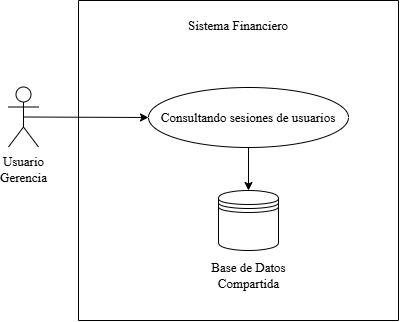 Sistema Financiero
Consultando sesiones de usuarios
Usuario
Gerencia
Base de Datos
Compartida